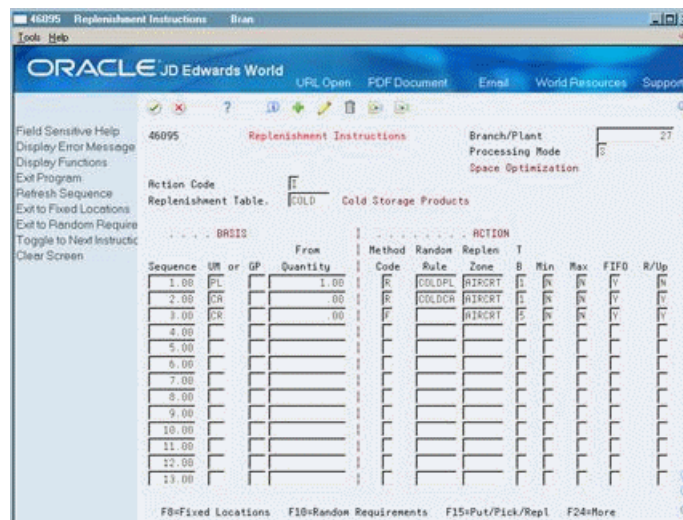 46095 Replenishment Instructions Bran
Tools Help
ORACLE JD Edwards World
URL Open PDF Document Email World Resources Support
Field Sensitive Help
Display Error Message
Display Functions
Exit Program
Refresh Sequence
Exit to Fixed Locations
Exit to Random Require
Toggle to Next Instructic
Clear Screen
46095 Replenishment Instructions Branch/Plant 27
Processing Mode S
Space Optimization
Action Code I
Replenishment Table. COLD Cold Storage Products
. . . . BASIS . . . . . . . . ACTION
From Method Random Replen T
Sequence UM or GP Quantity Code Rule Zone B Min Max FIFO R/Up
1.00 PL 1.00 R COLDPL AIRCRT 1 N N Y N
2.00 CA .00 R COLDCA AIRCRT 1 N N Y Y
3.00 CR .00 F AIRCRT 5 N N Y Y
4.00
5.00
6.00
7.00
8.00
9.00
10.00
11.00
12.00
13.00
F8=Fixed Locations F10=Random Requirements F15=Put/Pick/Repl F24=More